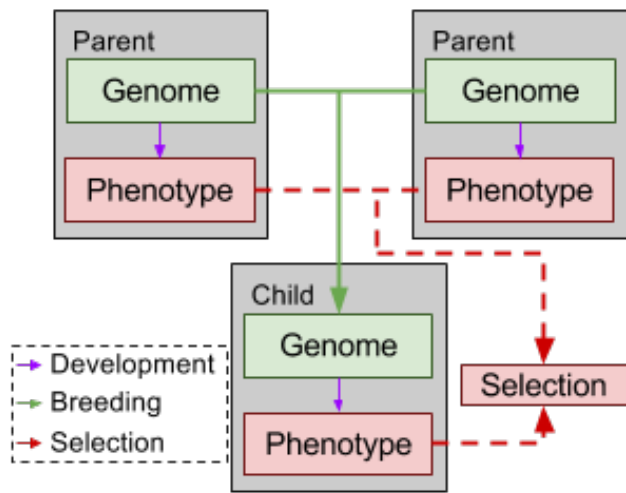 Parent
Genome
Phenotype
Parent
Genome
Phenotype
Child
Genome
Phenotype
Selection
Development
Breeding
Selection